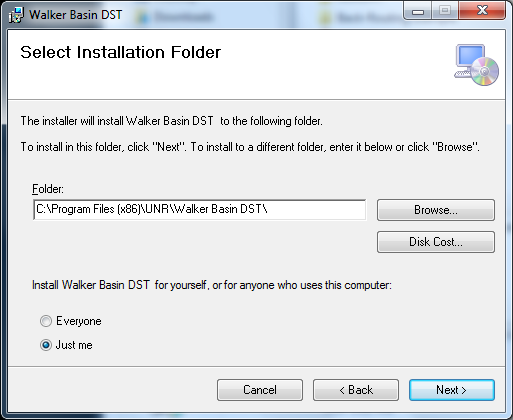 Walker Basin DST
Select Installation Folder
The installer will install Walker Basin DST to the following folder.
To install in this folder, click "Next". To install to a different folder, enter it below or click "Browse".
Folder:
C:\Program Files (x86)\UNR\Walker Basin DST\
Browse...
Disk Cost...
Install Walker Basin DST for yourself, or for anyone who uses this computer:
Everyone
Just me
Cancel
< Back
Next >